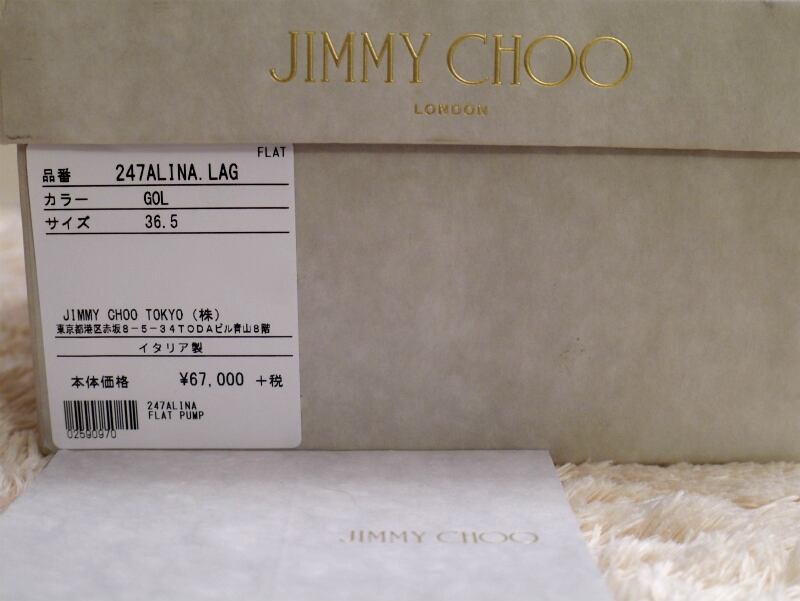 JIMMY CHOO
LONDON
FLAT
品番 247ALINA.LAG
カラー GOL
サイズ 36.5
JIMMY CHOO TOKYO (株)
東京都港区赤坂8-5-34TODAビル青山8階
イタリア製
本体価格 ¥67,000 +税
247ALINA
FLAT PUMP
02590970
JIMMY CHOO